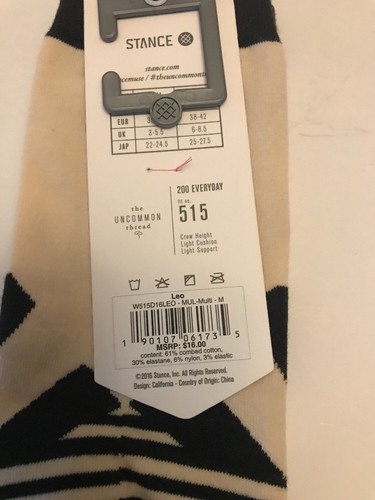 STANCE
stance.com
/ #theuncommonth
EUR 38-42
UK 3-5.5 6-8.5
JAP 22-24.5 25-27.5
200 EVERYDAY
515
the
UNCOMMON
thread
Crew Height
Light Cushion
Light Support
Leo
W515D16LEO - MUL-Multi - M
1 90107 06173 5
MSRP: $16.00
content: 61% combed cotton,
30% elastane, 6% nylon, 3% elastic
©2016 Stance, Inc. All Rights Reserved.
Design: California - Country of Origin: China